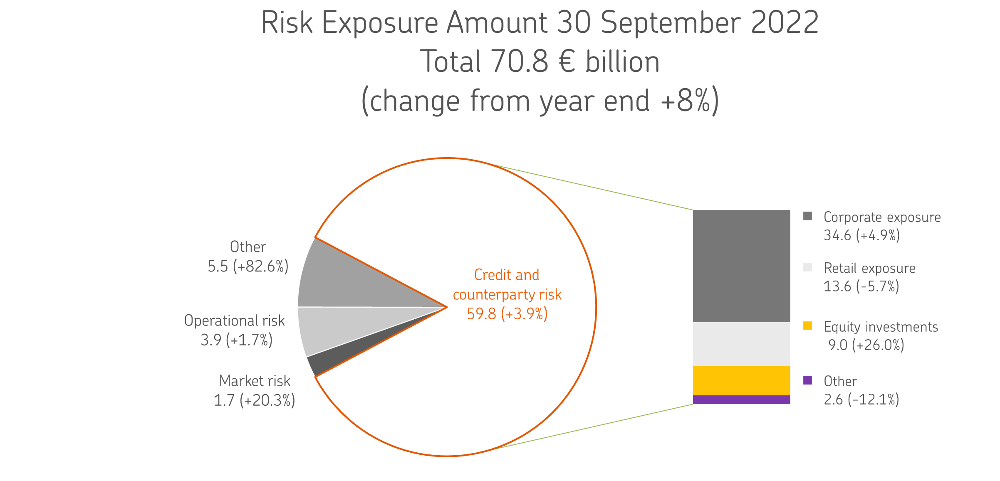 Risk Exposure Amount 30 September 2022
Total 70.8 € billion
(change from year end +8%)
Other
5.5 (+82.6%)
Operational risk
3.9 (+1.7%)
Market risk
1.7 (+20.3%)
Credit and
counterparty risk
59.8 (+3.9%)
Corporate exposure
34.6 (+4.9%)
Retail exposure
13.6 (-5.7%)
Equity investments
9.0 (+26.0%)
Other
2.6 (-12.1%)